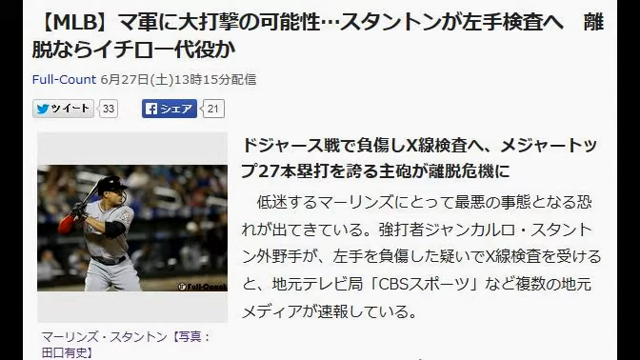 【MLB】マ軍に大打撃の可能性…スタントンが左手検査へ 離
脱ならイチロー代役か
Full-Count 6月27日(土)13時15分配信
ツイート 33 シェア 21
ドジャース戦で負傷しX線検査へ、メジャートッ
プ27本塁打を誇る主砲が離脱危機に
低迷するマーリンズにとって最悪の事態となる恐
れが出てきている。強打者ジャンカルロ・スタント
ン外野手が、左手を負傷した疑いでX線検査を受ける
と、地元テレビ局「CBSスポーツ」など複数の地元
メディアが速報している。
Full-Count
マーリンズ・スタントン【写真:
田口有史】